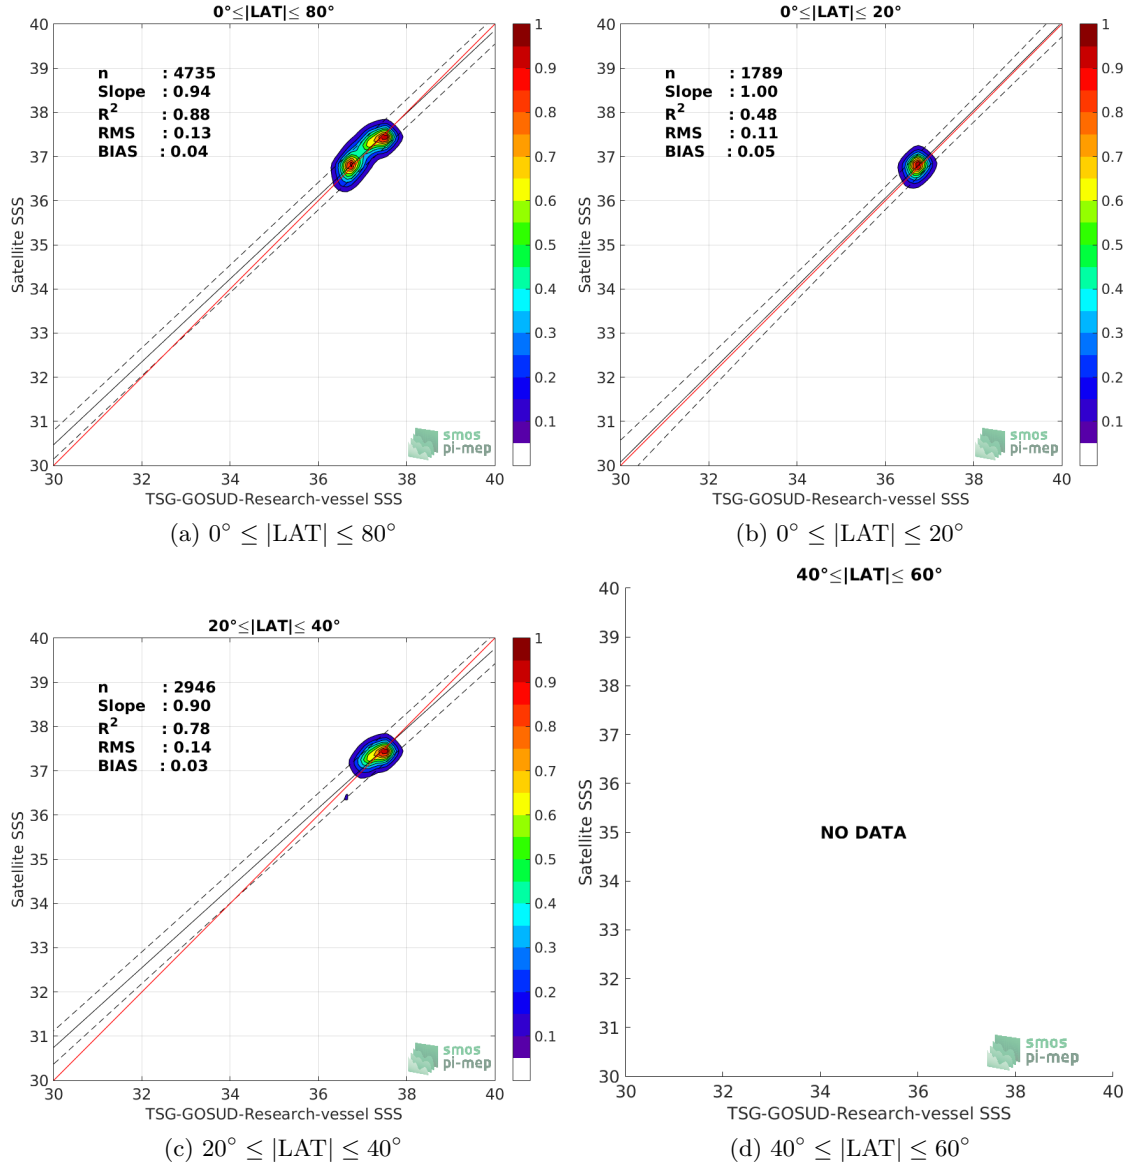 0°≤|LAT|≤ 80°
n : 4735
Slope : 0.94
R² : 0.88
RMS : 0.13
BIAS : 0.04
40
39
38
37
36
35
34
33
32
31
30
30 32 34 36 38 40
Satellite SSS
TSG-GOSUD-Research-vessel SSS
1
0.9
0.8
0.7
0.6
0.5
0.4
0.3
0.2
0.1
smos
pi-mep
(a) 0° ≤ |LAT| ≤ 80°
0°≤|LAT|≤ 20°
n : 1789
Slope : 1.00
R² : 0.48
RMS : 0.11
BIAS : 0.05
40
39
38
37
36
35
34
33
32
31
30
30 32 34 36 38 40
Satellite SSS
TSG-GOSUD-Research-vessel SSS
1
0.9
0.8
0.7
0.6
0.5
0.4
0.3
0.2
0.1
smos
pi-mep
(b) 0° ≤ |LAT| ≤ 20°
20°≤|LAT|≤ 40°
n : 2946
Slope : 0.90
R² : 0.78
RMS : 0.14
BIAS : 0.03
40
39
38
37
36
35
34
33
32
31
30
30 32 34 36 38 40
Satellite SSS
TSG-GOSUD-Research-vessel SSS
1
0.9
0.8
0.7
0.6
0.5
0.4
0.3
0.2
0.1
smos
pi-mep
(c) 20° ≤ |LAT| ≤ 40°
40°≤|LAT|≤ 60°
40
39
38
37
36
35
34
33
32
31
30
30 32 34 36 38 40
Satellite SSS
NO DATA
TSG-GOSUD-Research-vessel SSS
smos
pi-mep
(d) 40° ≤ |LAT| ≤ 60°